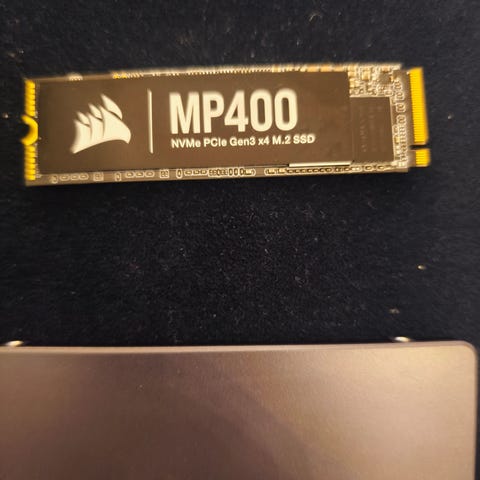 MP400
NVMe PCIe Gen3 x4 M.2 SSD